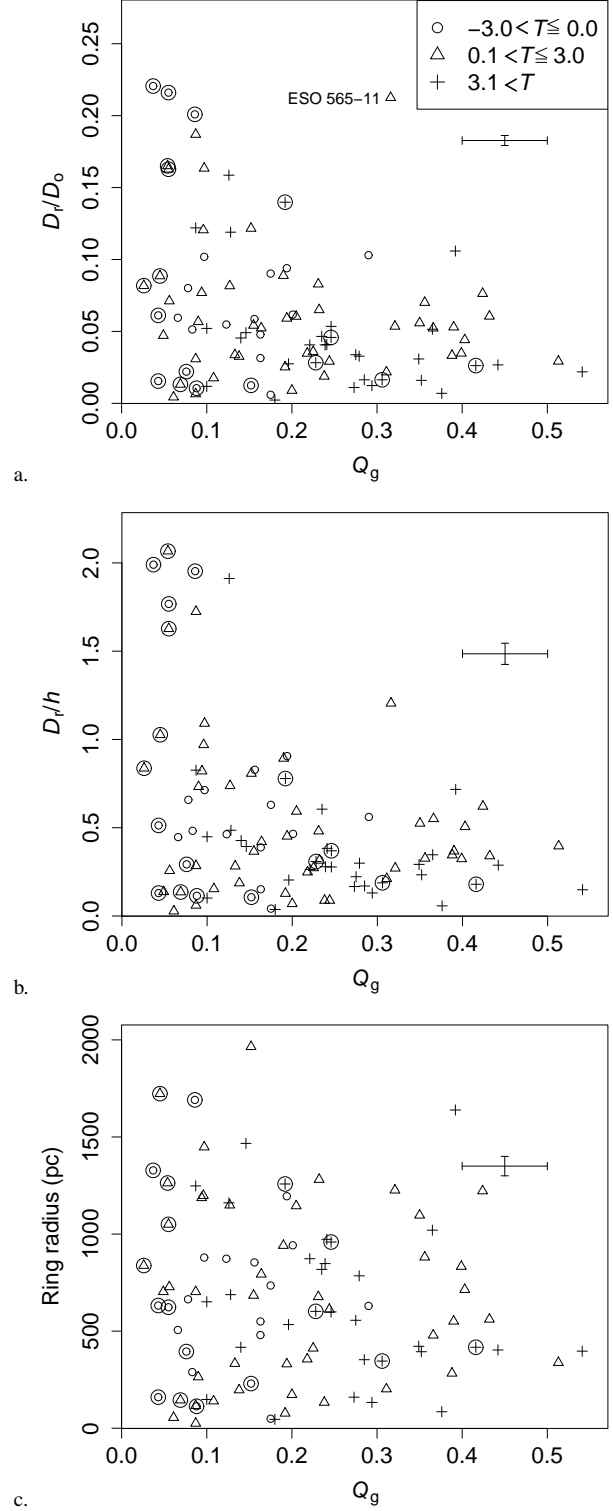 −3.0 < T ≦ 0.0
0.1 < T ≦ 3.0
3.1 < T
ESO 565−11
Dr/Do
0.25
0.20
0.15
0.10
0.05
0.00
0.0 0.1 0.2 0.3 0.4 0.5
Qg
a.
Dr/h
2.0
1.5
1.0
0.5
0.0
0.0 0.1 0.2 0.3 0.4 0.5
Qg
b.
Ring radius (pc)
2000
1500
1000
500
0
0.0 0.1 0.2 0.3 0.4 0.5
Qg
c.